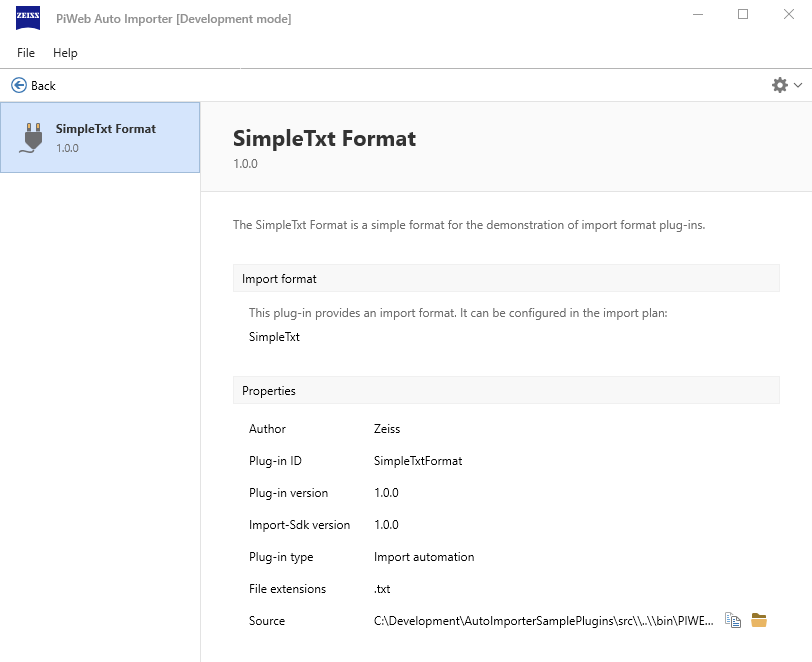 ZEISS
PiWeb Auto Importer [Development mode]
File Help
Back
SimpleTxt Format
1.0.0
SimpleTxt Format
1.0.0
The SimpleTxt Format is a simple format for the demonstration of import format plug-ins.
Import format
This plug-in provides an import format. It can be configured in the import plan:
SimpleTxt
Properties
Author Zeiss
Plug-in ID SimpleTxtFormat
Plug-in version 1.0.0
Import-Sdk version 1.0.0
Plug-in type Import automation
File extensions .txt
Source C:\Development\AutoImporterSamplePlugins\src\\..\\bin\PIWE...